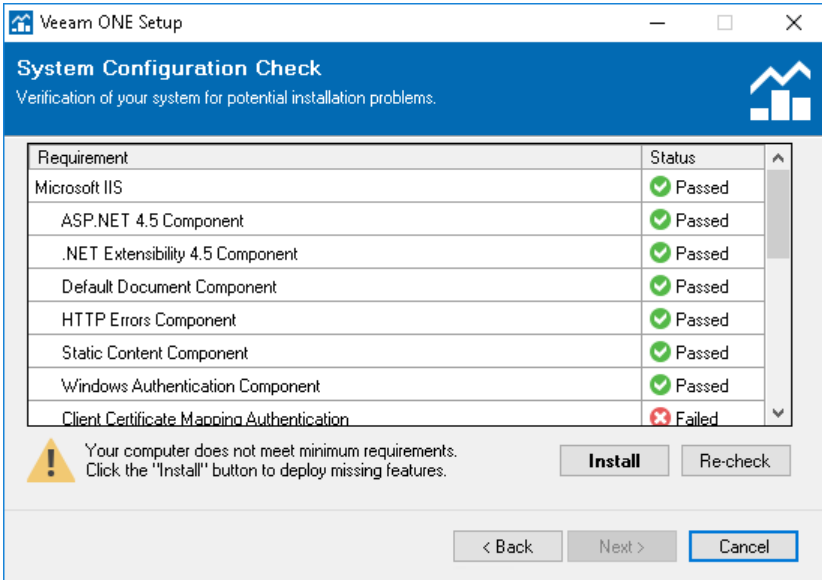 Veeam ONE Setup
System Configuration Check
Verification of your system for potential installation problems.
Requirement Status
Microsoft IIS Passed
ASP.NET 4.5 Component Passed
.NET Extensibility 4.5 Component Passed
Default Document Component Passed
HTTP Errors Component Passed
Static Content Component Passed
Windows Authentication Component Passed
Client Certificate Mapping Authentication Failed
Your computer does not meet minimum requirements.
Click the "Install" button to deploy missing features.
Install Re-check
< Back Next > Cancel